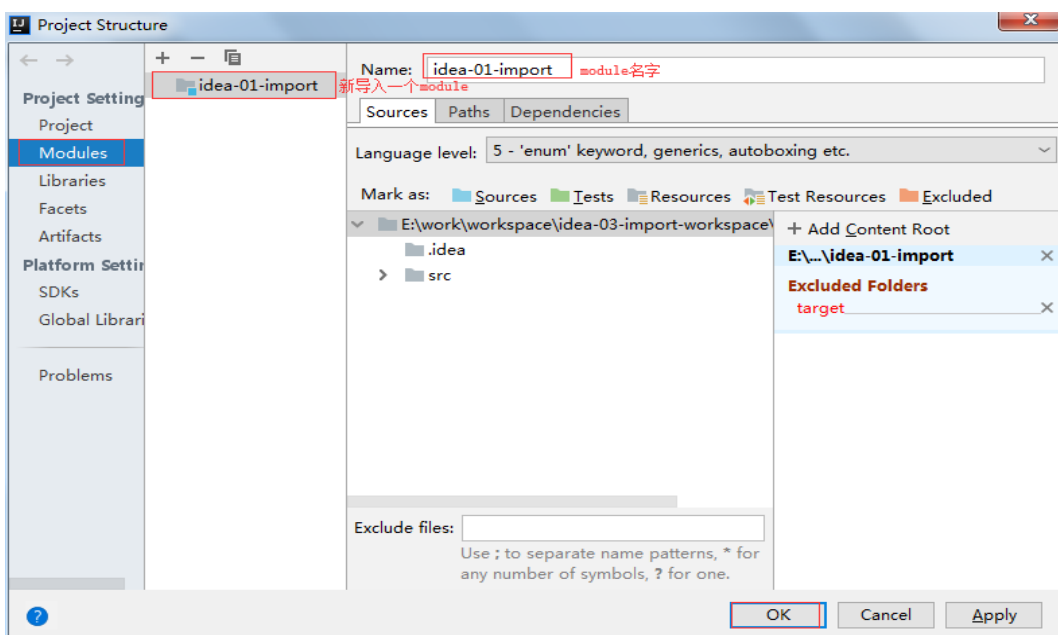 Project Structure
Project Setting
Project
Modules
Libraries
Facets
Artifacts
Platform Settin
SDKs
Global Librari
Problems
idea-01-import
新导入一个module
Name: idea-01-import module名字
Sources Paths Dependencies
Language level: 5 - 'enum' keyword, generics, autoboxing etc.
Mark as: Sources Tests Resources Test Resources Excluded
E:\work\workspace\idea-03-import-workspace\
.idea
src
+ Add Content Root
E:\...\idea-01-import
Excluded Folders
target
Exclude files:
Use ; to separate name patterns, * for
any number of symbols, ? for one.
OK Cancel Apply